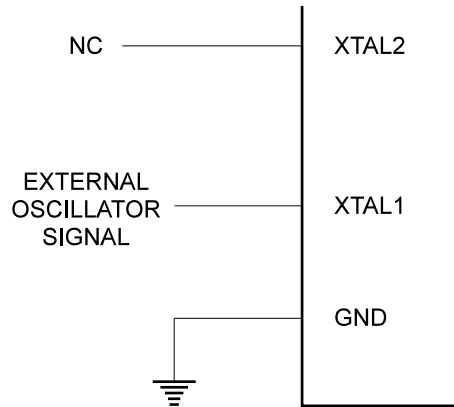 NC
XTAL2
EXTERNAL
OSCILLATOR
SIGNAL
XTAL1
GND